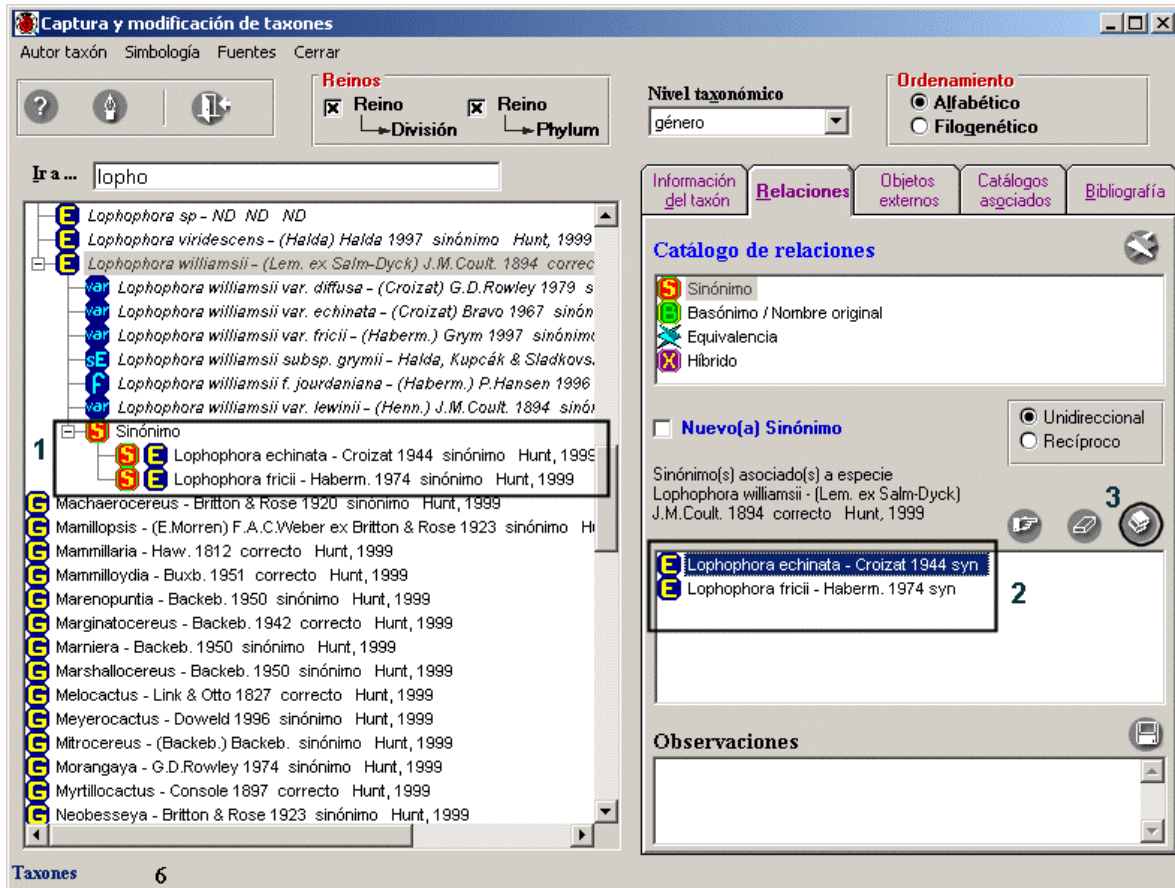 Captura y modificación de taxones
Autor taxón Simbología Fuentes Cerrar
Reinos
Reino
División
Reino
Phylum
Nivel taxonómico
género
Ordenamiento
Alfabético
Filogenético
Ir a ... lopho
E Lophophora sp - ND ND ND
E Lophophora viridescens - (Halda) Halda 1997 sinónimo Hunt, 1999
E Lophophora williamsii - (Lem. ex Salm-Dyck) J.M.Coult. 1894 correc
var Lophophora williamsii var. diffusa - (Croizat) G.D.Rowley 1979 s
var Lophophora williamsii var. echinata - (Croizat) Bravo 1967 sinón
var Lophophora williamsii var. fricii - (Haberm.) Grym 1997 sinónimo
sE Lophophora williamsii subsp. grymii - Halda, Kupcák & Sladkovs.
f Lophophora williamsii f. jourdaniana - (Haberm.) P.Hansen 1996
var Lophophora williamsii var. lewinii - (Henn.) J.M.Coult. 1894 sinó
1
S Sinónimo
S E Lophophora echinata - Croizat 1944 sinónimo Hunt, 1999
S E Lophophora fricii - Haberm. 1974 sinónimo Hunt, 1999
G Machaerocereus - Britton & Rose 1920 sinónimo Hunt, 1999
G Mamillopsis - (E.Morren) F.A.C.Weber ex Britton & Rose 1923 sinónimo H
G Mammillaria - Haw. 1812 correcto Hunt, 1999
G Mammilloydia - Buxb. 1951 correcto Hunt, 1999
G Marenopuntia - Backeb. 1950 sinónimo Hunt, 1999
G Marginatocereus - Backeb. 1942 correcto Hunt, 1999
G Marniera - Backeb. 1950 sinónimo Hunt, 1999
G Marshallocereus - Backeb. 1950 sinónimo Hunt, 1999
G Melocactus - Link & Otto 1827 correcto Hunt, 1999
G Meyerocactus - Doweld 1996 sinónimo Hunt, 1999
G Mitrocereus - (Backeb.) Backeb. sinónimo Hunt, 1999
G Morangaya - G.D.Rowley 1974 sinónimo Hunt, 1999
G Myrtillocactus - Console 1897 correcto Hunt, 1999
G Neobesseya - Britton & Rose 1923 sinónimo Hunt, 1999
Taxones 6
Información del taxón
Relaciones
Objetos externos
Catálogos asociados
Bibliografía
Catálogo de relaciones
S Sinónimo
B Basónimo / Nombre original
Equivalencia
X Híbrido
Nuevo(a) Sinónimo
Unidireccional
Recíproco
Sinónimo(s) asociado(s) a especie
Lophophora williamsii - (Lem. ex Salm-Dyck)
J.M.Coult. 1894 correcto Hunt, 1999
3
E Lophophora echinata - Croizat 1944 syn
E Lophophora fricii - Haberm. 1974 syn
2
Observaciones